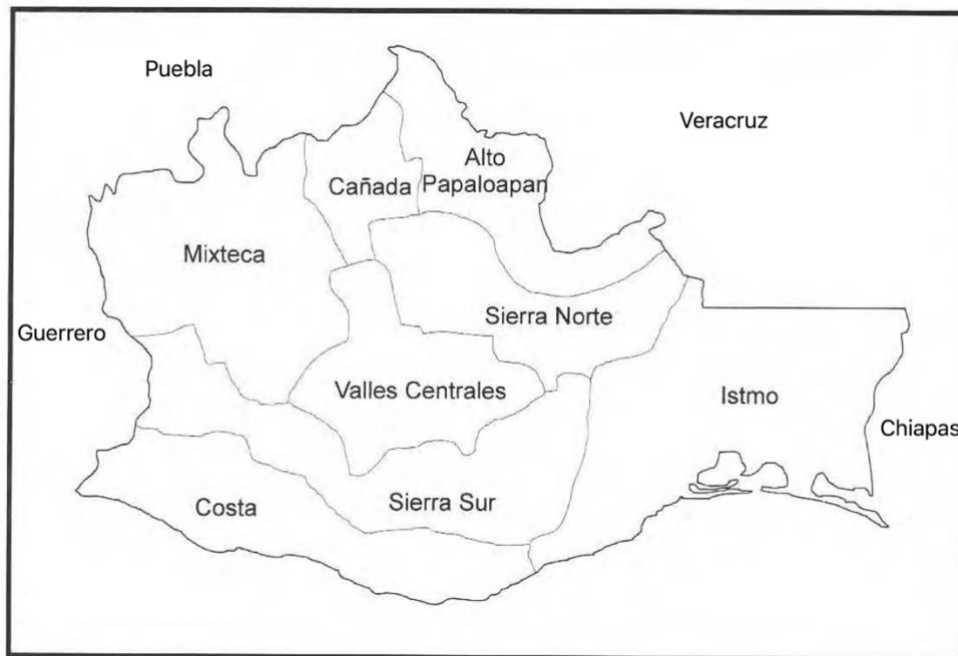 Puebla
Veracruz
Alto
Papaloapan
Cañada
Mixteca
Sierra Norte
Guerrero
Valles Centrales
Istmo
Chiapas
Costa
Sierra Sur